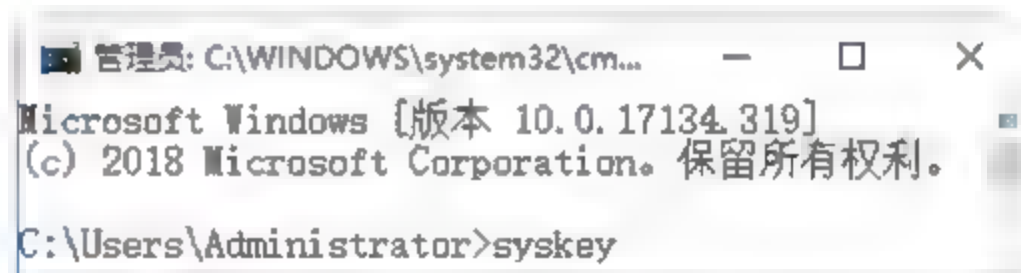 管理员: C:\WINDOWS\system32\cm...
Microsoft Windows [版本 10.0.17134.319]
(c) 2018 Microsoft Corporation。保留所有权利。
C:\Users\Administrator>syskey